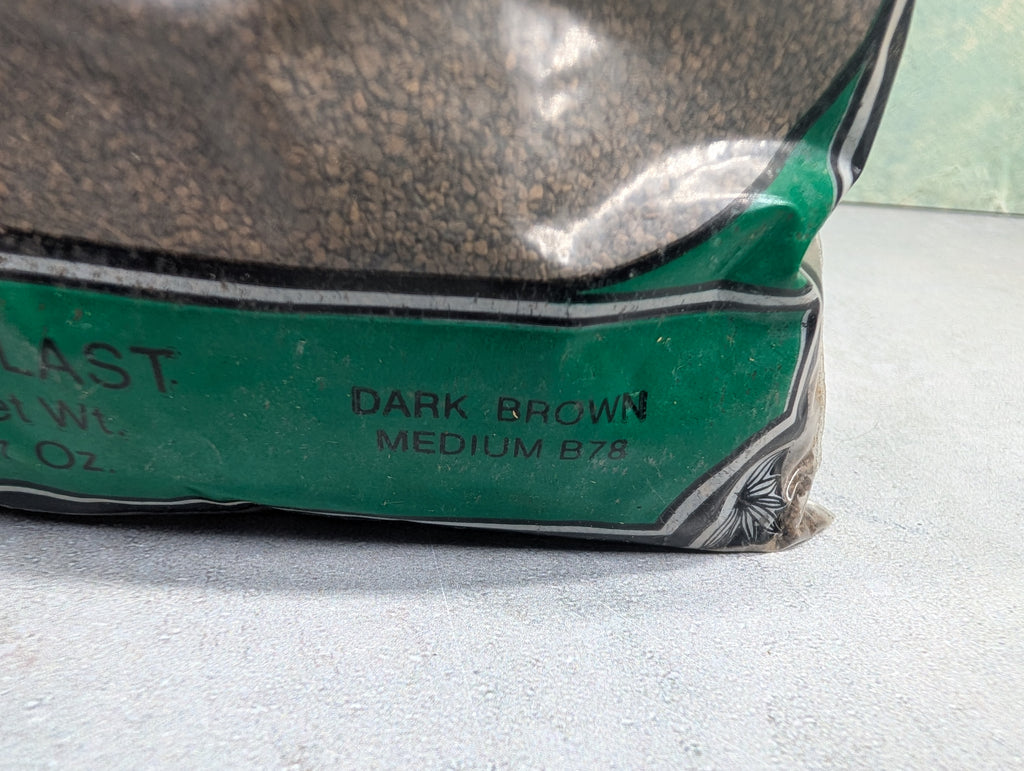 LAST
et Wt.
Oz.
DARK BROWN
MEDIUM B78